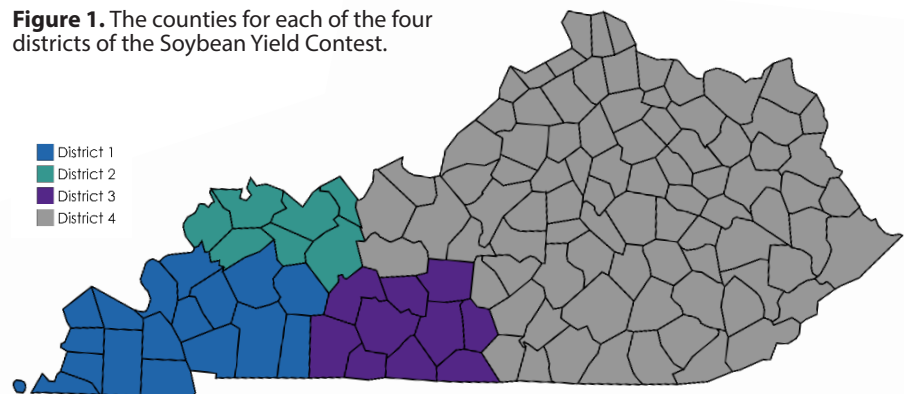 Figure 1. The counties for each of the four
districts of the Soybean Yield Contest.
District 1
District 2
District 3
District 4